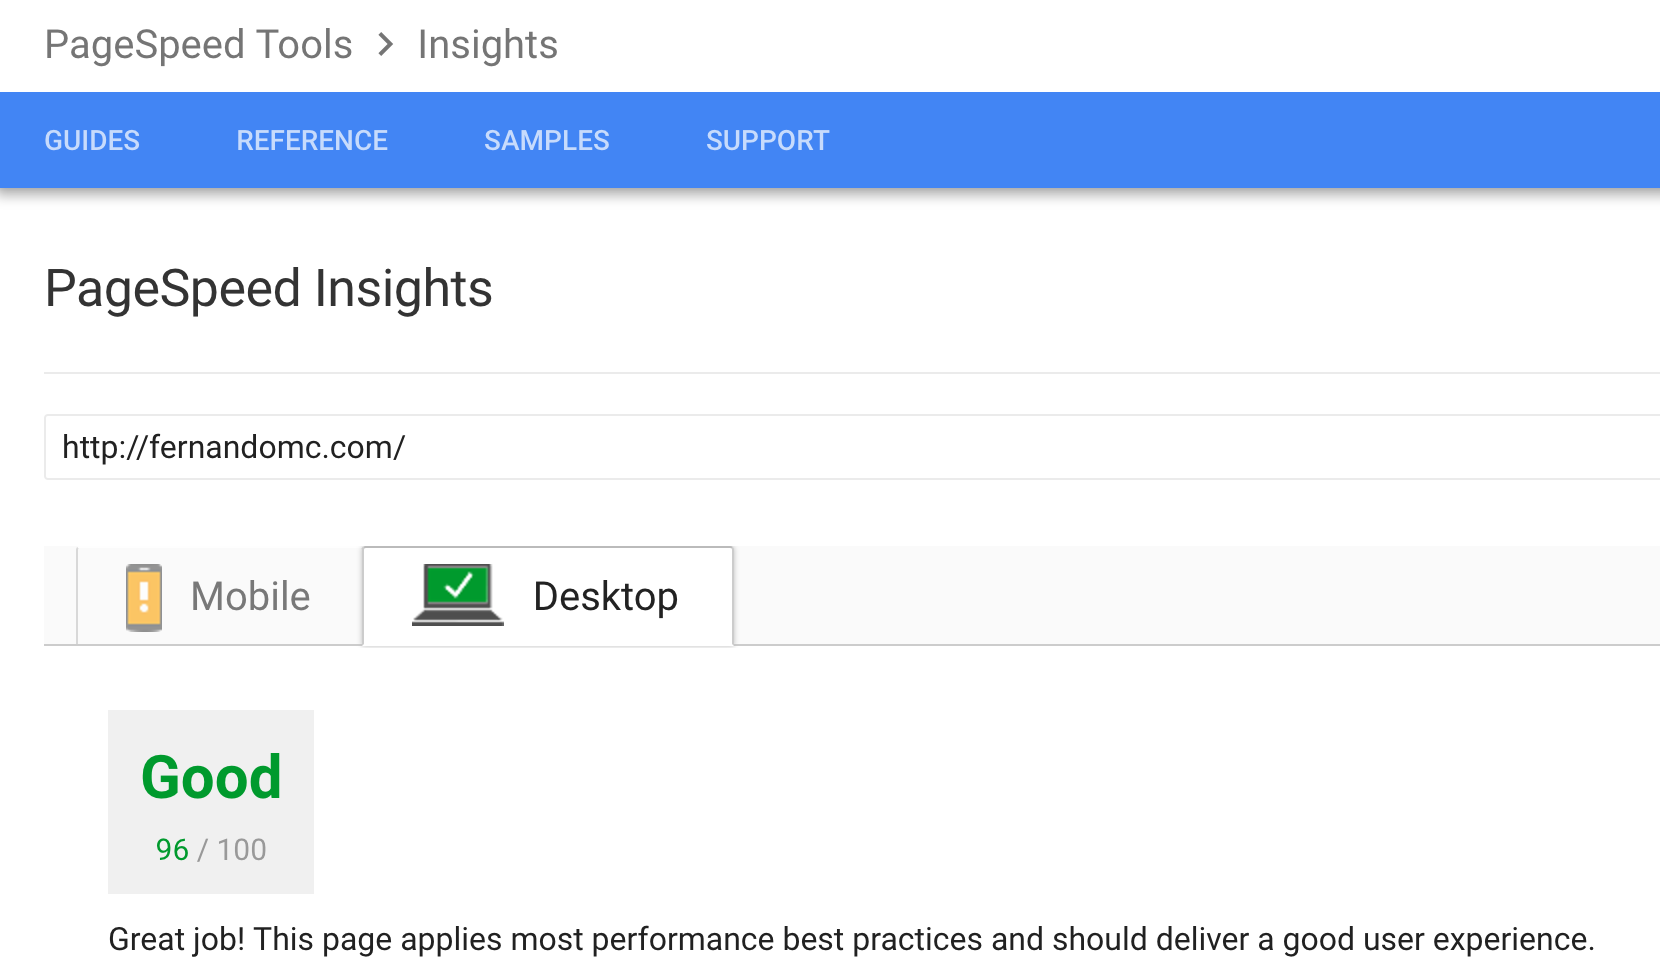 PageSpeed Tools > Insights
GUIDES REFERENCE SAMPLES SUPPORT
PageSpeed Insights
http://fernandomc.com/
Mobile Desktop
Good
96 / 100
Great job! This page applies most performance best practices and should deliver a good user experience.